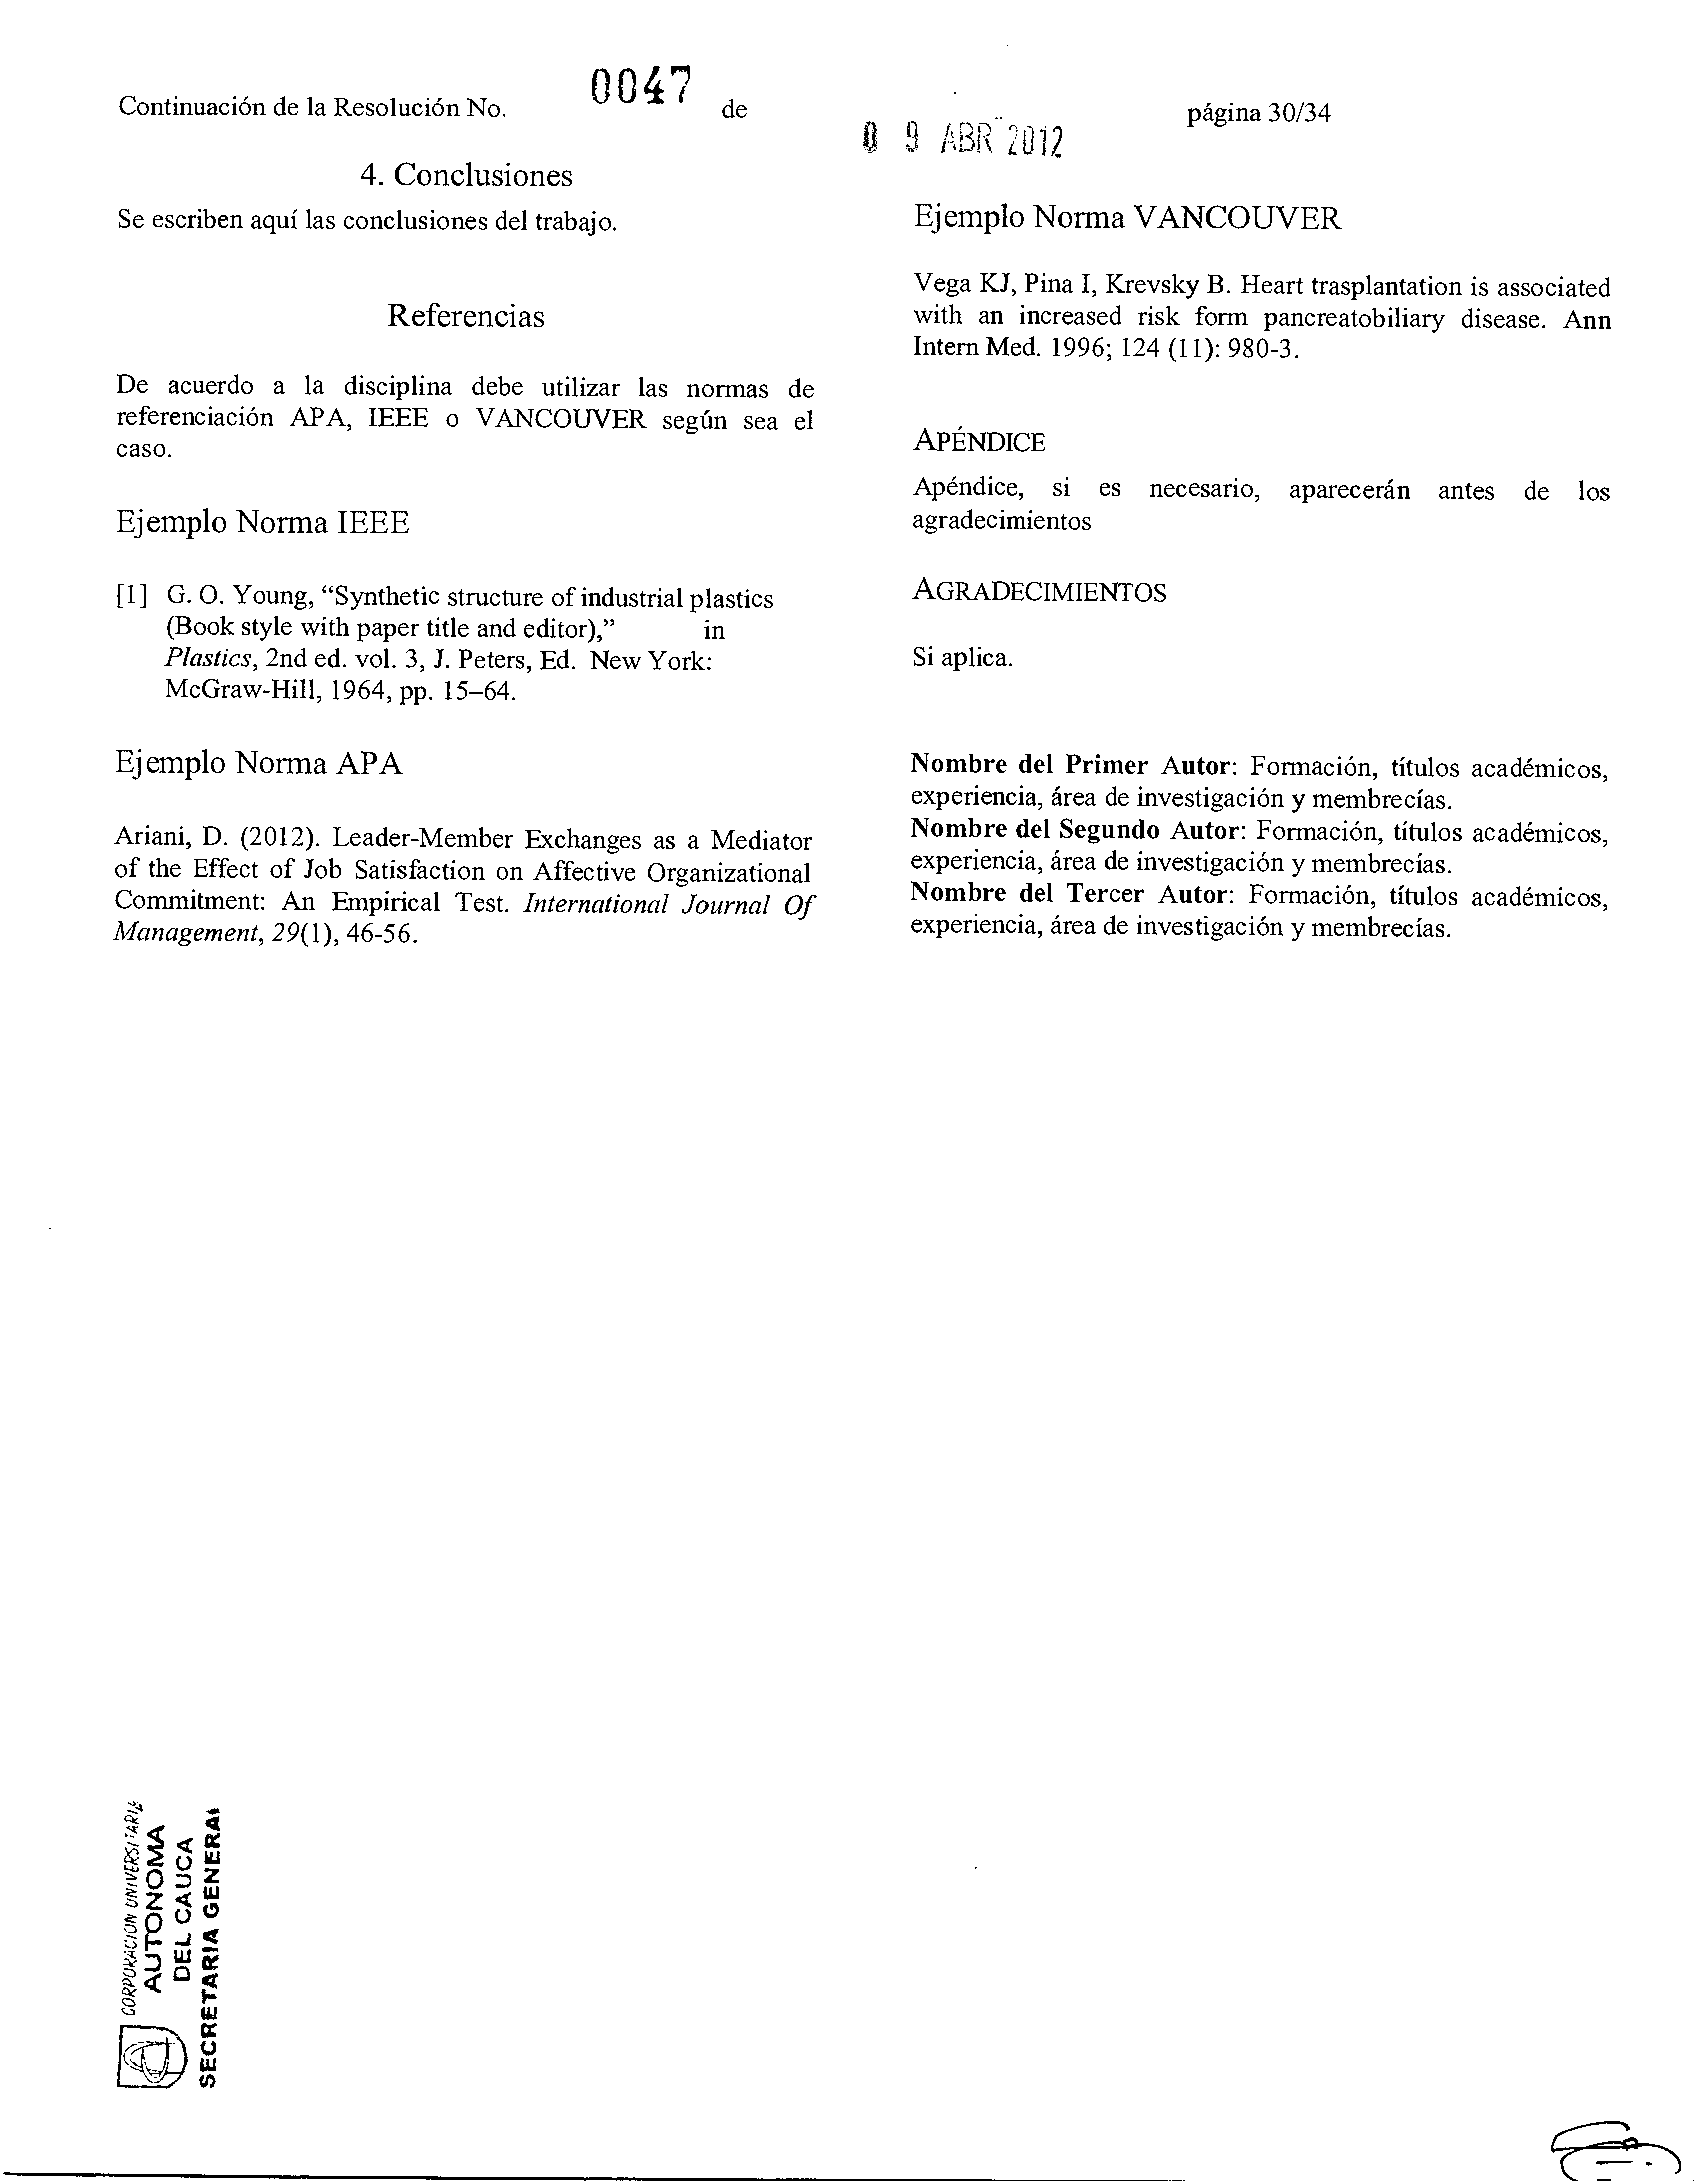 Continuación de la Resolución No. 0047 de
0 9 ABR 2012
página 30/34
4. Conclusiones
Se escriben aquí las conclusiones del trabajo.
Referencias
De acuerdo a la disciplina debe utilizar las normas de
referenciación APA, IEEE o VANCOUVER según sea el
caso.
Ejemplo Norma IEEE
[1] G. O. Young, “Synthetic structure of industrial plastics
(Book style with paper title and editor),” in
Plastics, 2nd ed. vol. 3, J. Peters, Ed. New York:
McGraw-Hill, 1964, pp. 15–64.
Ejemplo Norma APA
Ariani, D. (2012). Leader-Member Exchanges as a Mediator
of the Effect of Job Satisfaction on Affective Organizational
Commitment: An Empirical Test. International Journal Of
Management, 29(1), 46-56.
Ejemplo Norma VANCOUVER
Vega KJ, Pina I, Krevsky B. Heart trasplantation is associated
with an increased risk form pancreatobiliary disease. Ann
Intern Med. 1996; 124 (11): 980-3.
APÉNDICE
Apéndice, si es necesario, aparecerán antes de los
agradecimientos
AGRADECIMIENTOS
Si aplica.
Nombre del Primer Autor: Formación, títulos académicos,
experiencia, área de investigación y membrecías.
Nombre del Segundo Autor: Formación, títulos académicos,
experiencia, área de investigación y membrecías.
Nombre del Tercer Autor: Formación, títulos académicos,
experiencia, área de investigación y membrecías.
CORPORACION UNIVERSITARIA
AUTONOMA
DEL CAUCA
SECRETARIA GENERAL